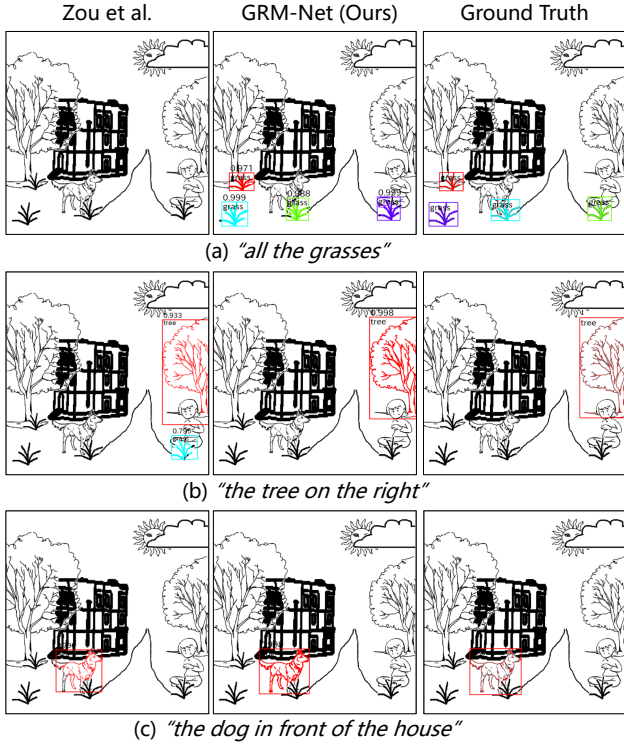 Zou et al. GRM-Net (Ours) Ground Truth
0.971
grass
0.999
grass
0.988
grass
0.999
grass
grass
grass
grass
grass
(a) "all the grasses"
0.933
tree
grass
0.998
tree
tree
(b) "the tree on the right"
(c) "the dog in front of the house"